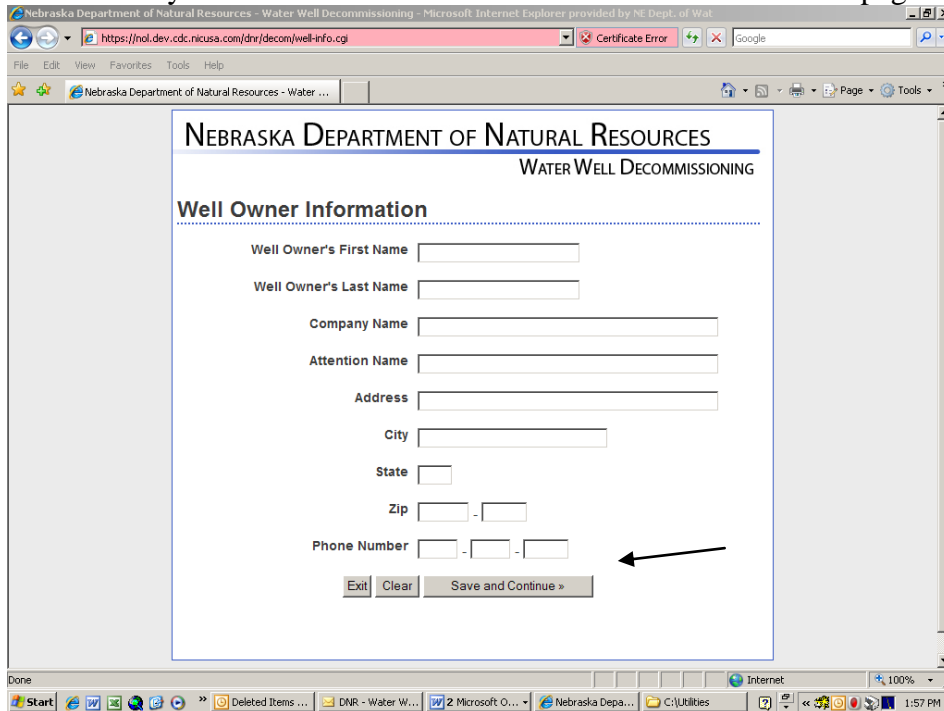 Nebraska Department of Natural Resources - Water Well Decommissioning - Microsoft Internet Explorer provided by NE Dept. of Wat
https://nol.dev.cdc.nicusa.com/dnr/decom/well-info.cgi Certificate Error Google
File Edit View Favorites Tools Help
Nebraska Department of Natural Resources - Water ... Page Tools
NEBRASKA DEPARTMENT OF NATURAL RESOURCES
WATER WELL DECOMMISSIONING
Well Owner Information
Well Owner's First Name
Well Owner's Last Name
Company Name
Attention Name
Address
City
State
Zip -
Phone Number - -
Exit Clear Save and Continue »
Done Internet 100%
Start » Deleted Items ... DNR - Water W... 2 Microsoft O... Nebraska Depa... C:\Utilities « 1:57 PM